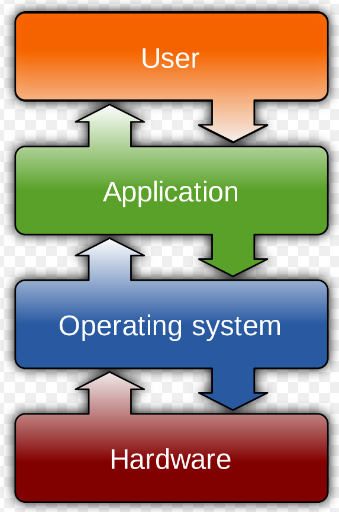 User
Application
Operating system
Hardware